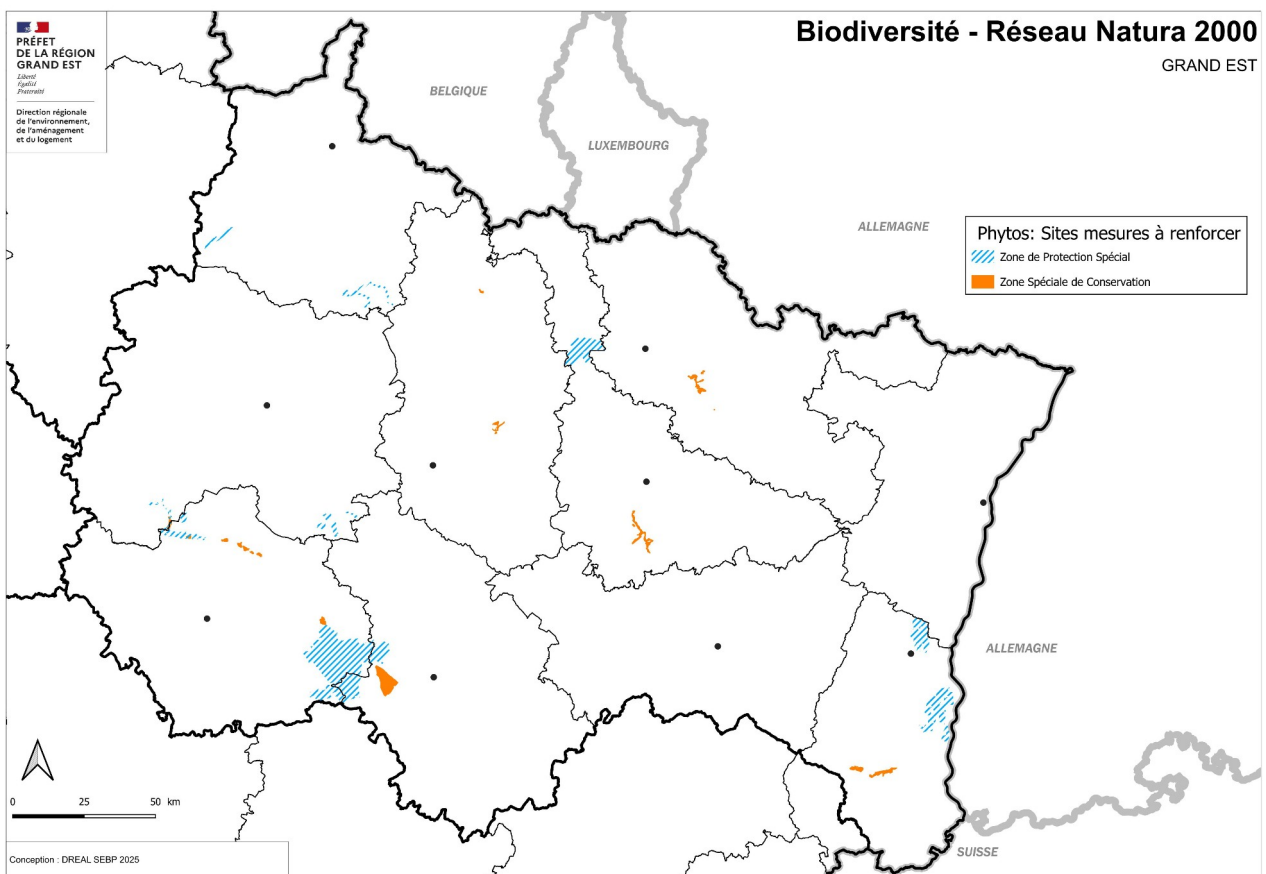 Biodiversité - Réseau Natura 2000
GRAND EST
PRÉFET
DE LA RÉGION
GRAND EST
Liberté
Égalité
Fraternité
Direction régionale
de l'environnement,
de l'aménagement
et du logement
BELGIQUE
LUXEMBOURG
ALLEMAGNE
Phytos: Sites mesures à renforcer
Zone de Protection Spécial
Zone Spéciale de Conservation
ALLEMAGNE
SUISSE
0 25 50 km
Conception : DREAL SEBP 2025